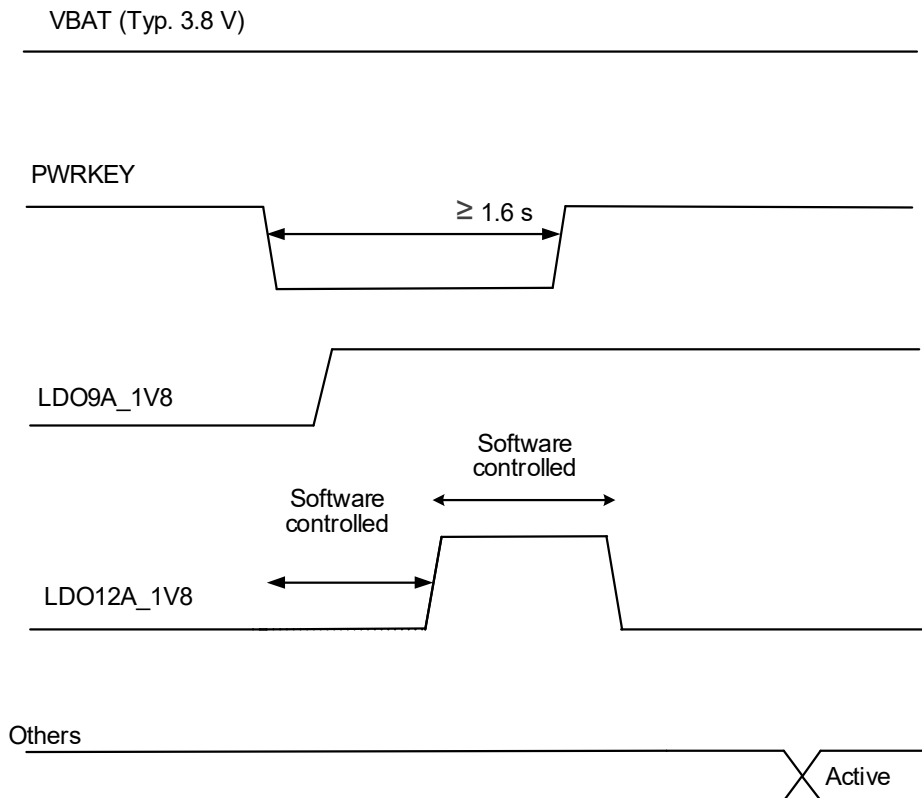 VBAT (Typ. 3.8 V)
PWRKEY
≥ 1.6 s
LDO9A_1V8
Software
controlled
Software
controlled
LDO12A_1V8
Others
Active